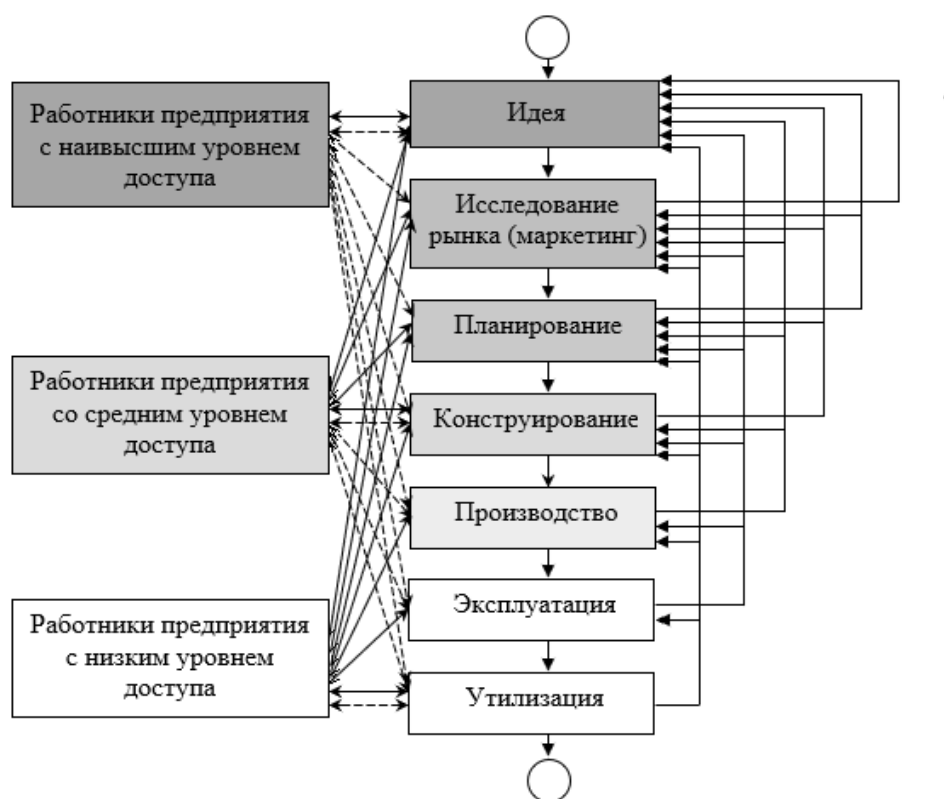 Работники предприятия
с наивысшим уровнем
доступа
Идея
Исследование
рынка (маркетинг)
Планирование
Работники предприятия
со средним уровнем
доступа
Конструирование
Производство
Эксплуатация
Работники предприятия
с низким уровнем
доступа
Утилизация